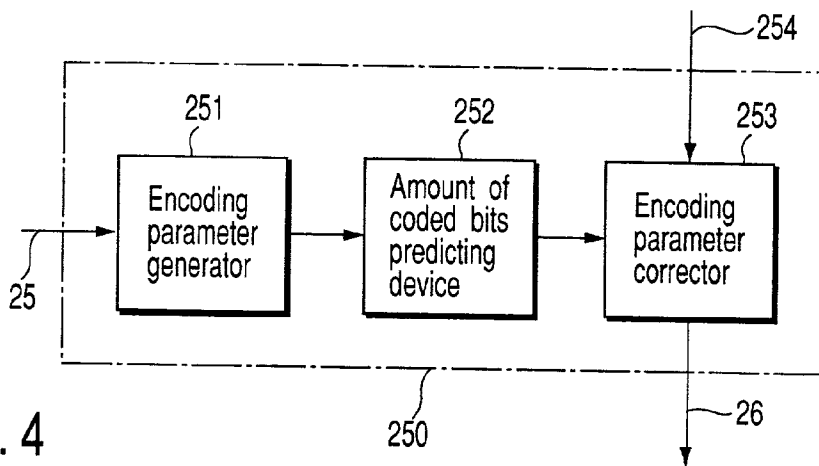 254
251
252
253
Encoding
parameter
generator
Amount of
coded bits
predicting
device
Encoding
parameter
corrector
25
250
26
. 4